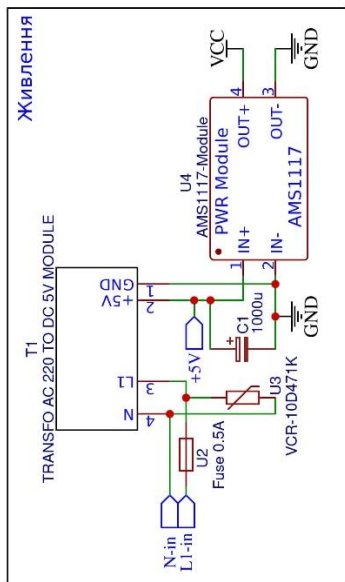 Живлення
T1
TRANSFO AC 220 TO DC 5V MODULE
N
L1
+5V
GND
4
3
2
1
N-in
L1-in
U2
Fuse 0.5A
U3
VCR-10D471K
+5V
C1
1000u
GND
U4
AMS1117-Module
PWR Module
AMS1117
IN+
IN-
OUT+
OUT-
1
2
4
3
VCC
GND